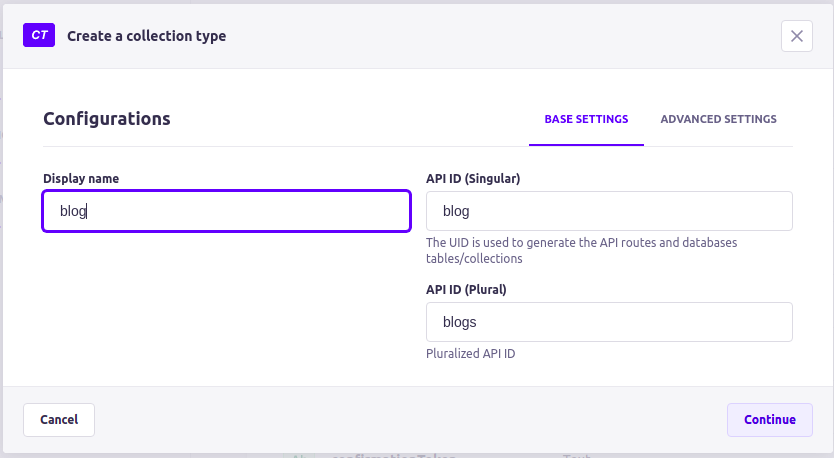 CT Create a collection type
Configurations
BASE SETTINGS
ADVANCED SETTINGS
Display name
blog
API ID (Singular)
blog
The UID is used to generate the API routes and databases
tables/collections
API ID (Plural)
blogs
Pluralized API ID
Cancel
Continue